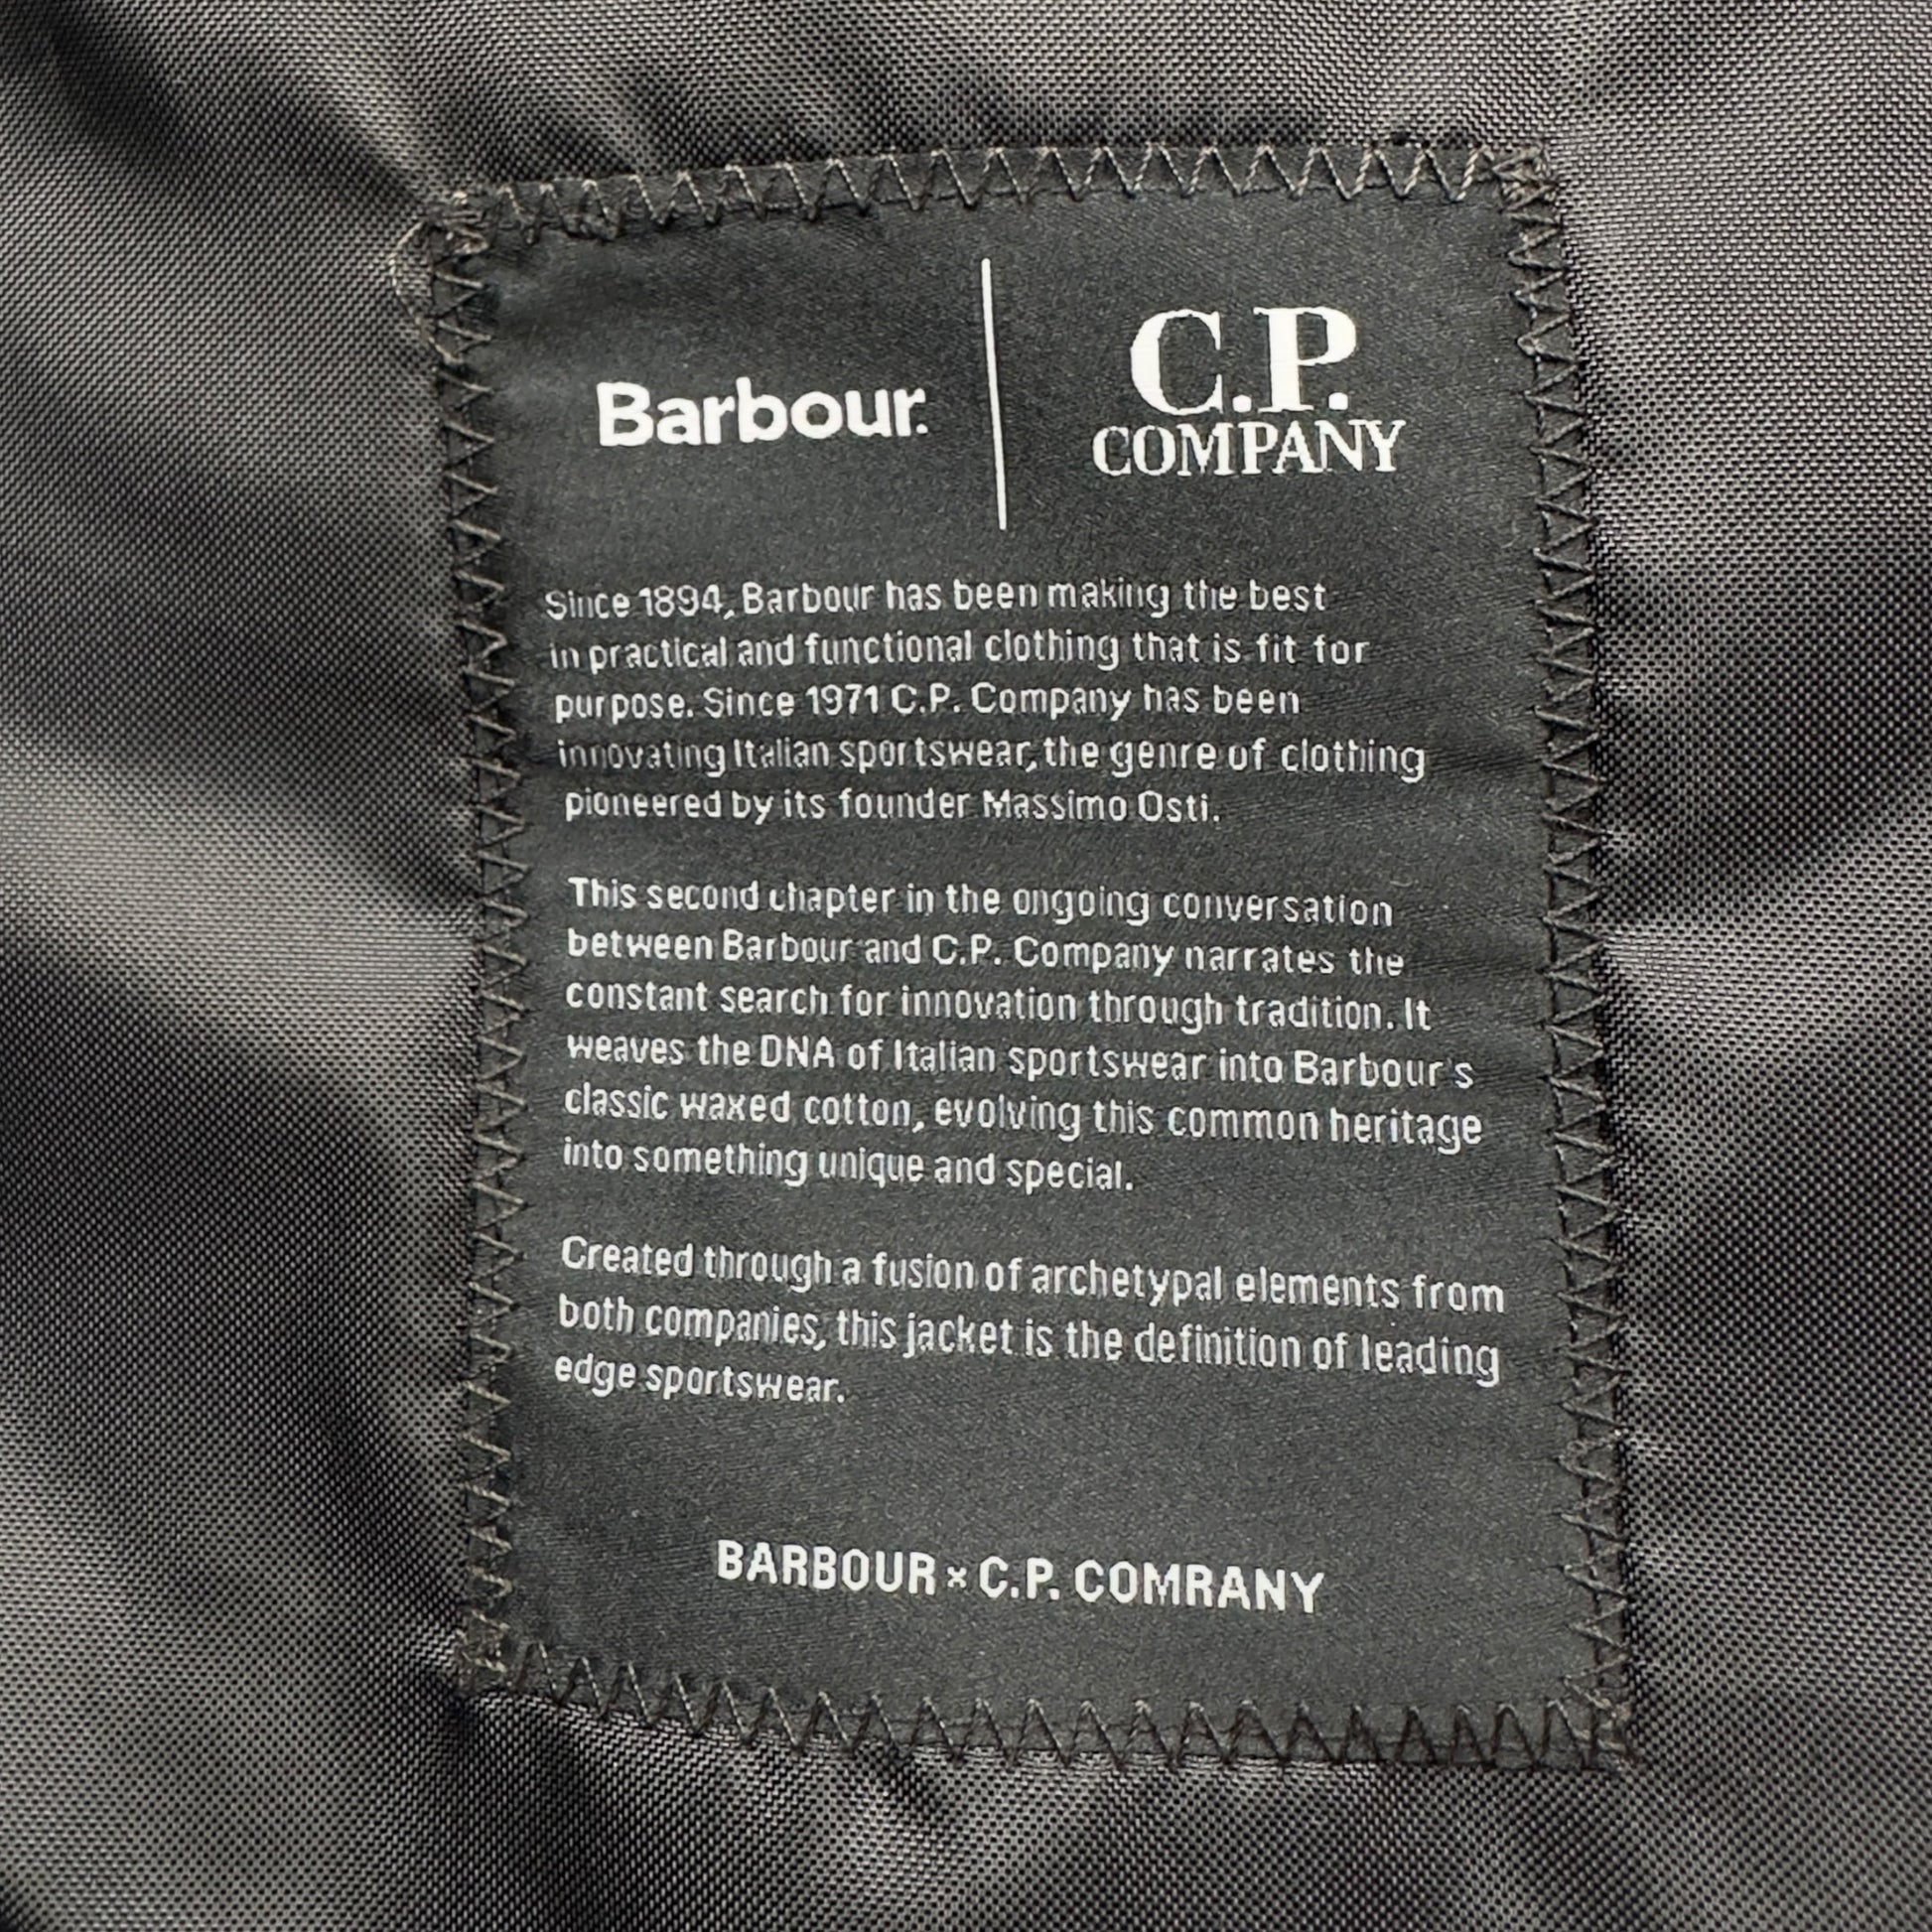 Barbour.
C.P.
COMPANY
Since 1894, Barbour has been making the best
in practical and functional clothing that is fit for
purpose. Since 1971 C.P. Company has been
innovating Italian sportswear, the genre of clothing
pioneered by its founder Massimo Osti.
This second chapter in the ongoing conversation
between Barbour and C.P. Company narrates the
constant search for innovation through tradition. It
weaves the DNA of Italian sportswear into Barbour's
classic waxed cotton, evolving this common heritage
into something unique and special.
Created through a fusion of archetypal elements from
both companies, this jacket is the definition of leading
edge sportswear.
BARBOUR × C.P. COMRANY